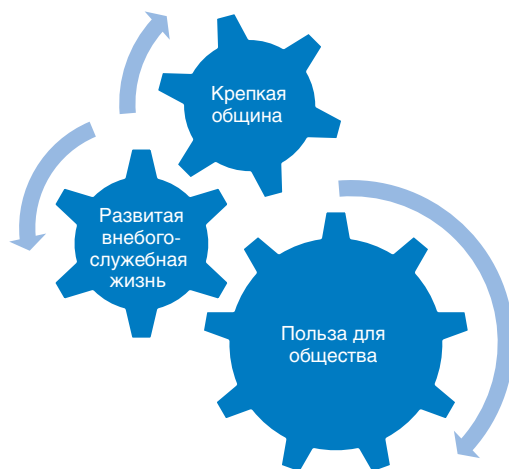 Крепкая
община
Развитая
внебого-
служебная
жизнь
Польза для
общества